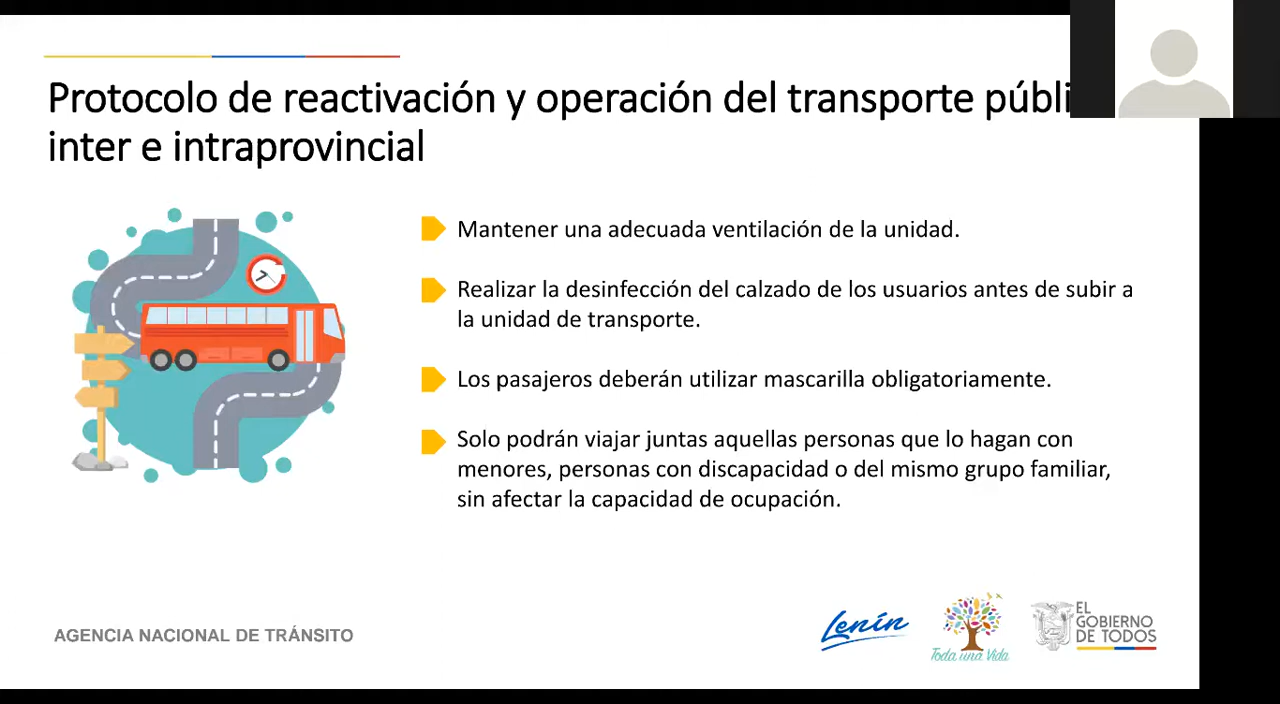 Protocolo de reactivación y operación del transporte
inter e intraprovincial
Mantener una adecuada ventilación de la unidad.
Realizar la desinfección del calzado de los usuarios antes de subir a
la unidad de transporte.
Los pasajeros deberán utilizar mascarilla obligatoriamente.
Solo podrán viajar juntas aquellas personas que lo hagan con
menores, personas con discapacidad o del mismo grupo familiar,
sin afectar la capacidad de ocupación.
AGENCIA NACIONAL DE TRÁNSITO
Lenín
Toda una Vida
EL
GOBIERNO
DE TODOS